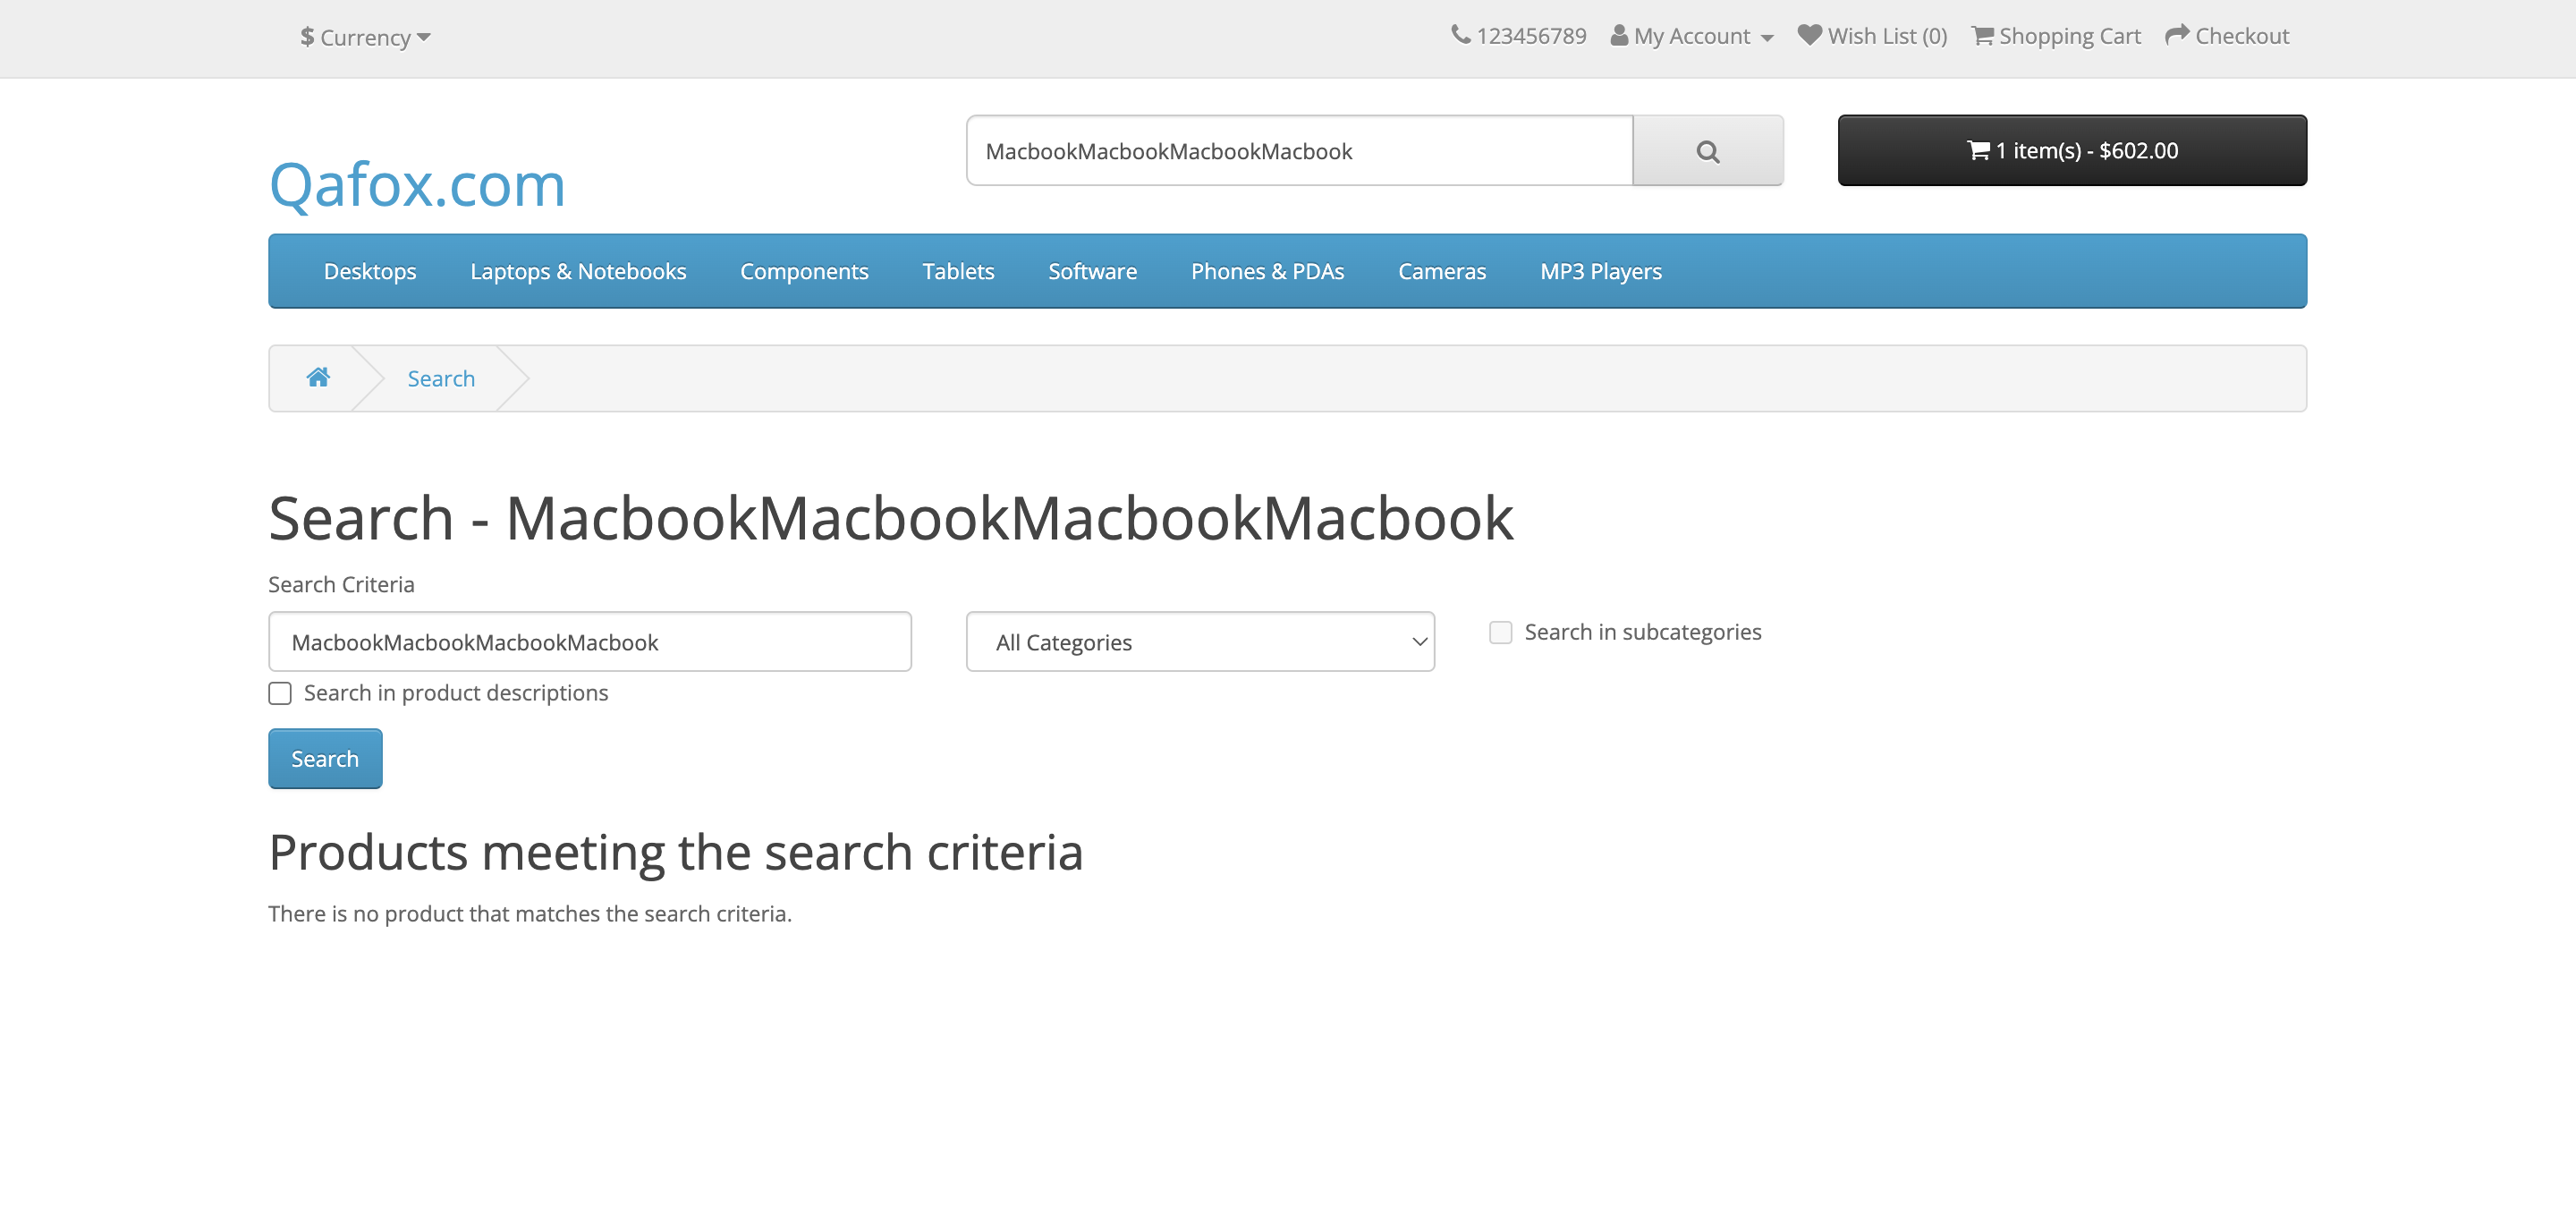 $ Currency
123456789 My Account Wish List (0) Shopping Cart Checkout
Qafox.com
MacbookMacbookMacbookMacbook
1 item(s) - $602.00
Desktops Laptops & Notebooks Components Tablets Software Phones & PDAs Cameras MP3 Players
Search
Search - MacbookMacbookMacbookMacbook
Search Criteria
MacbookMacbookMacbookMacbook
All Categories
Search in subcategories
Search in product descriptions
Search
Products meeting the search criteria
There is no product that matches the search criteria.